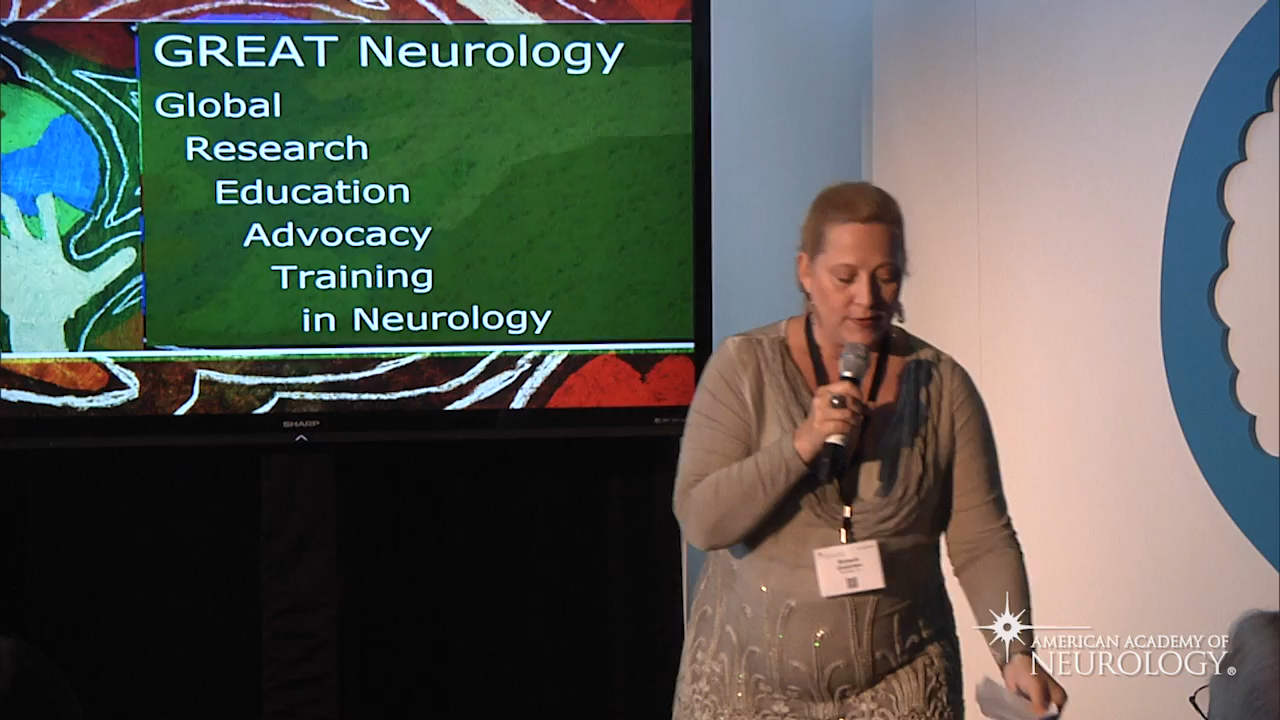 GREAT Neurology
Global
Research
Education
Advocacy
Training
in Neurology
SHARP
AMERICAN ACADEMY OF
NEUROLOGY®